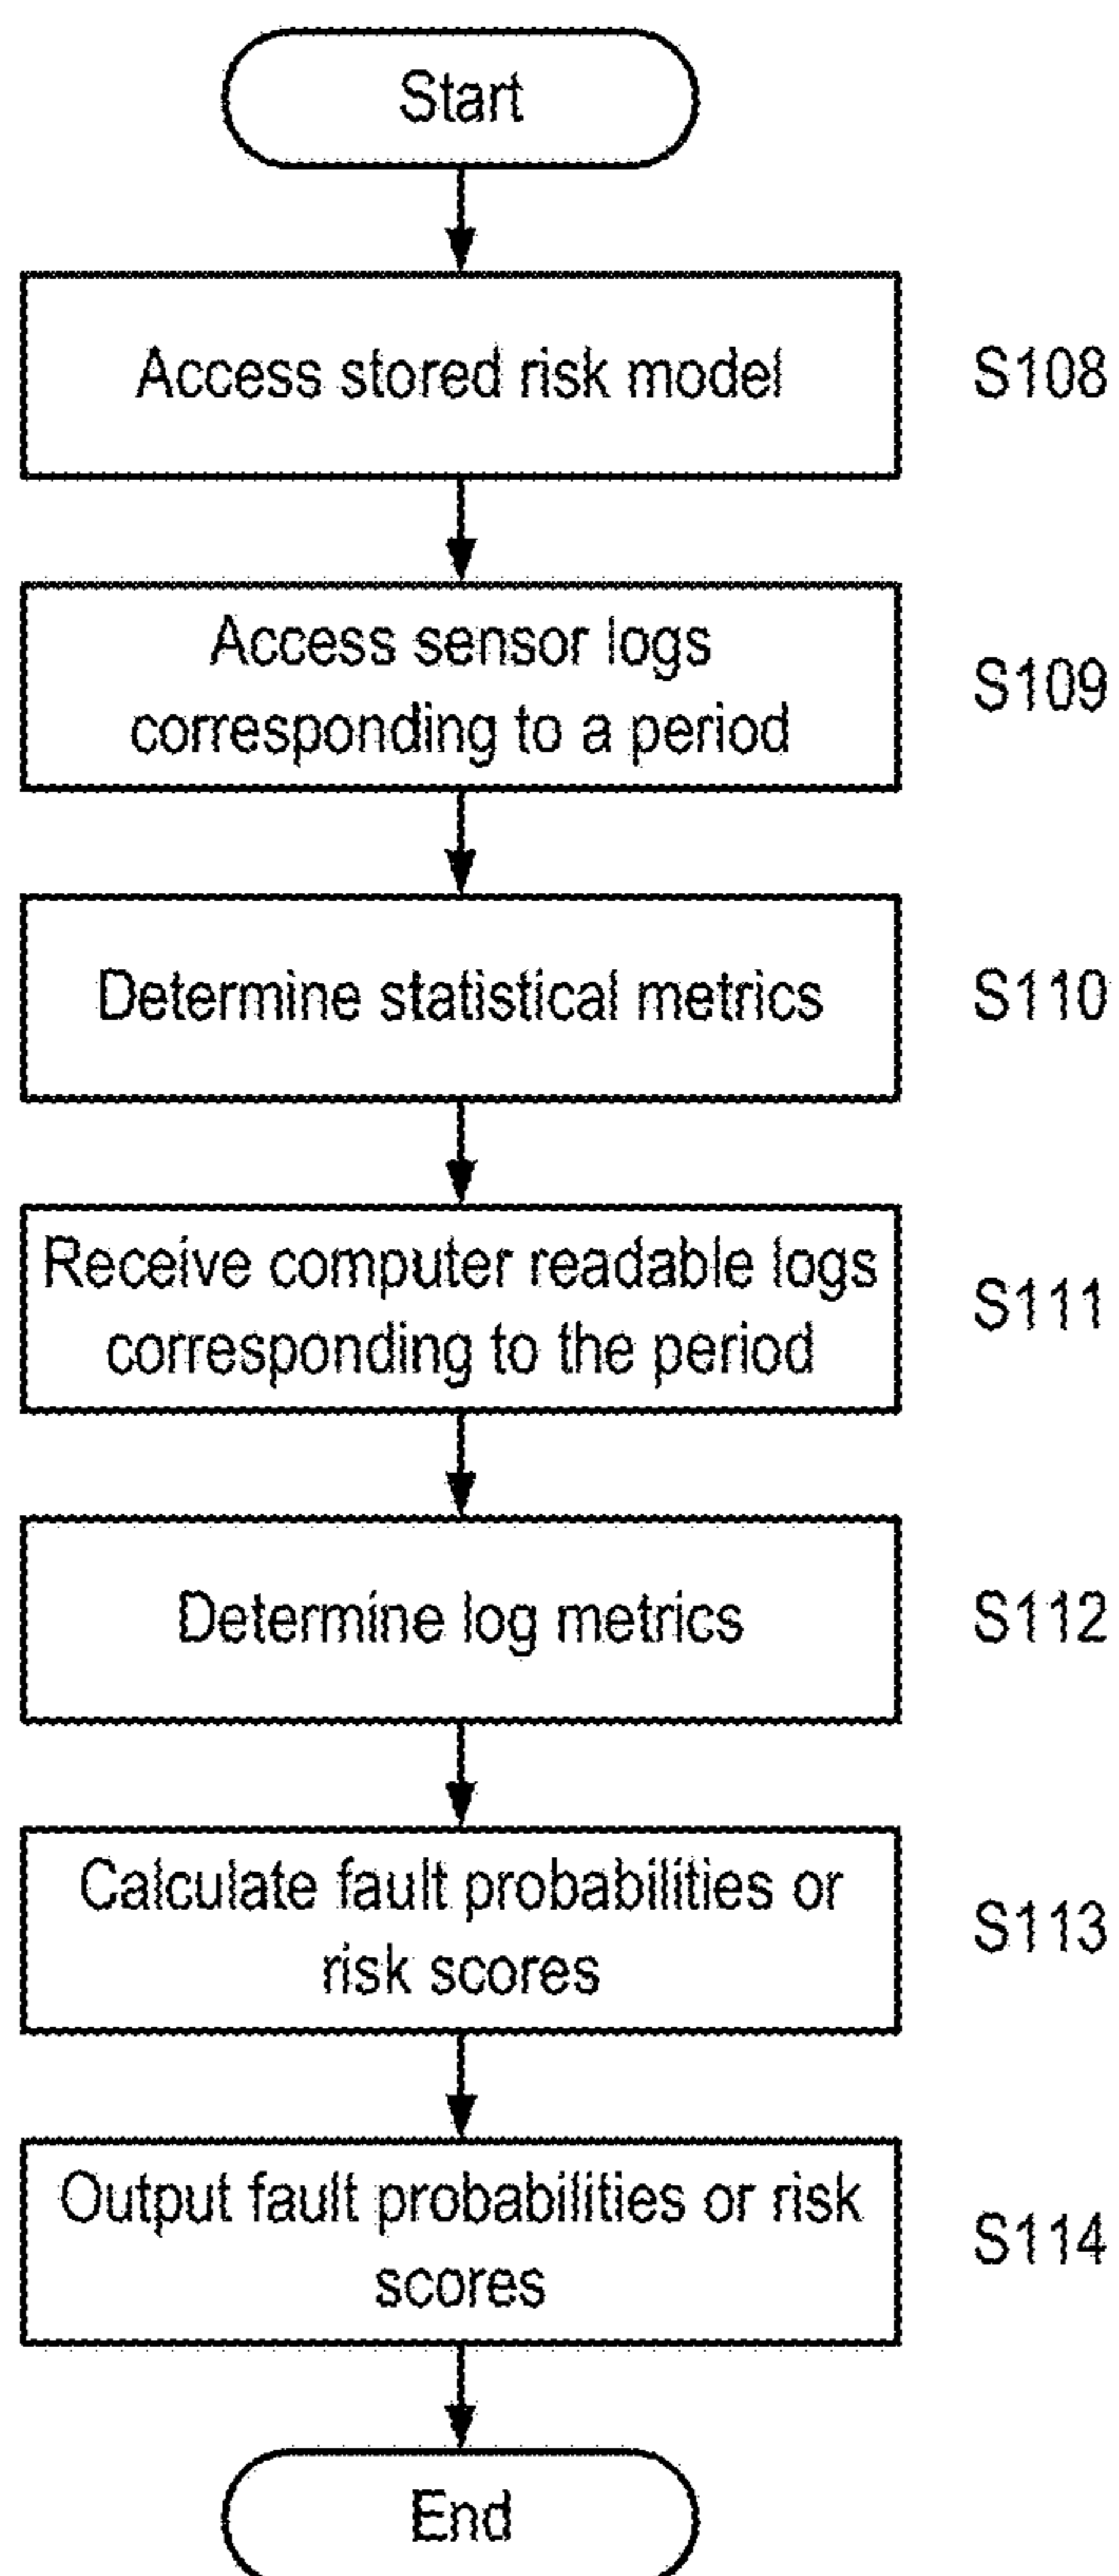 Start
Access stored risk model
S108
Access sensor logs
corresponding to a period
S109
Determine statistical metrics
S110
Receive computer readable logs
corresponding to the period
S111
Determine log metrics
S112
Calculate fault probabilities or
risk scores
S113
Output fault probabilities or risk
scores
S114
End